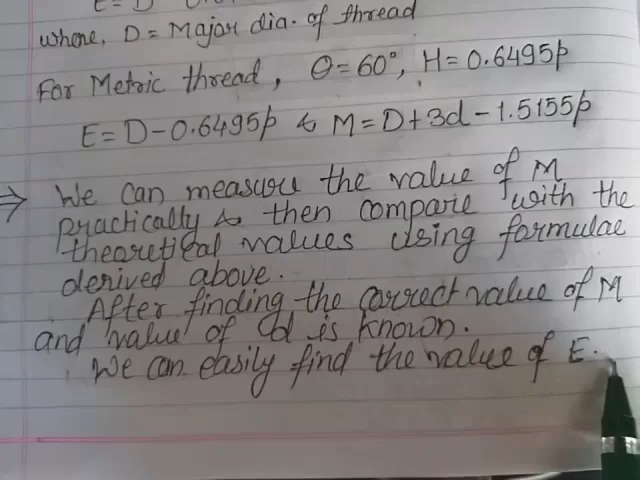 E = D
where, D = Major dia. of thread
For Metric thread, θ = 60°, H = 0.6495p
E = D - 0.6495p & M = D + 3d - 1.5155p
⇒ We can measure the value of M
practically & then compare with the
theoretical values using formulae
derived above.
After finding the correct value of M
and value of d is known.
We can easily find the value of E.